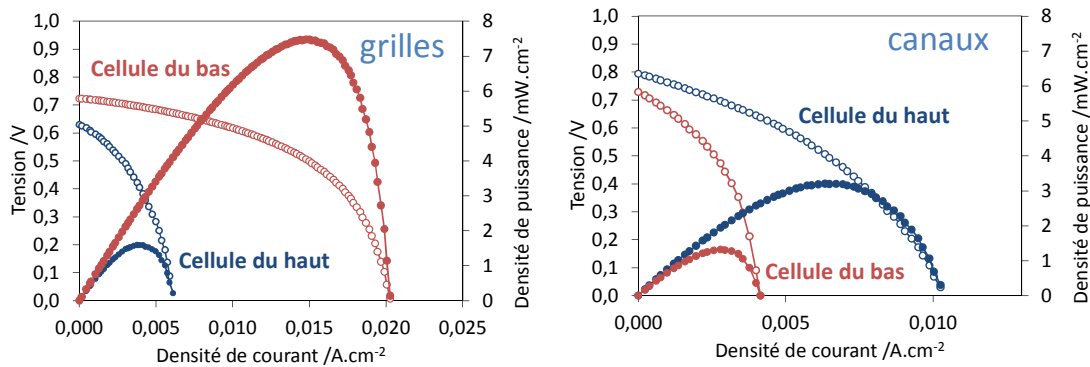 grilles
Cellule du bas
Cellule du haut
Tension /V
1,0
0,9
0,8
0,7
0,6
0,5
0,4
0,3
0,2
0,1
0,0
Densité de puissance /mW.cm-2
8
7
6
5
4
3
2
1
0
0,000 0,005 0,010 0,015 0,020 0,025
Densité de courant /A.cm-2
canaux
Cellule du haut
Cellule du bas
Tension /V
1,0
0,9
0,8
0,7
0,6
0,5
0,4
0,3
0,2
0,1
0,0
Densité de puissance /mW.cm-2
8
7
6
5
4
3
2
1
0
0,000 0,005 0,010
Densité de courant /A.cm-2